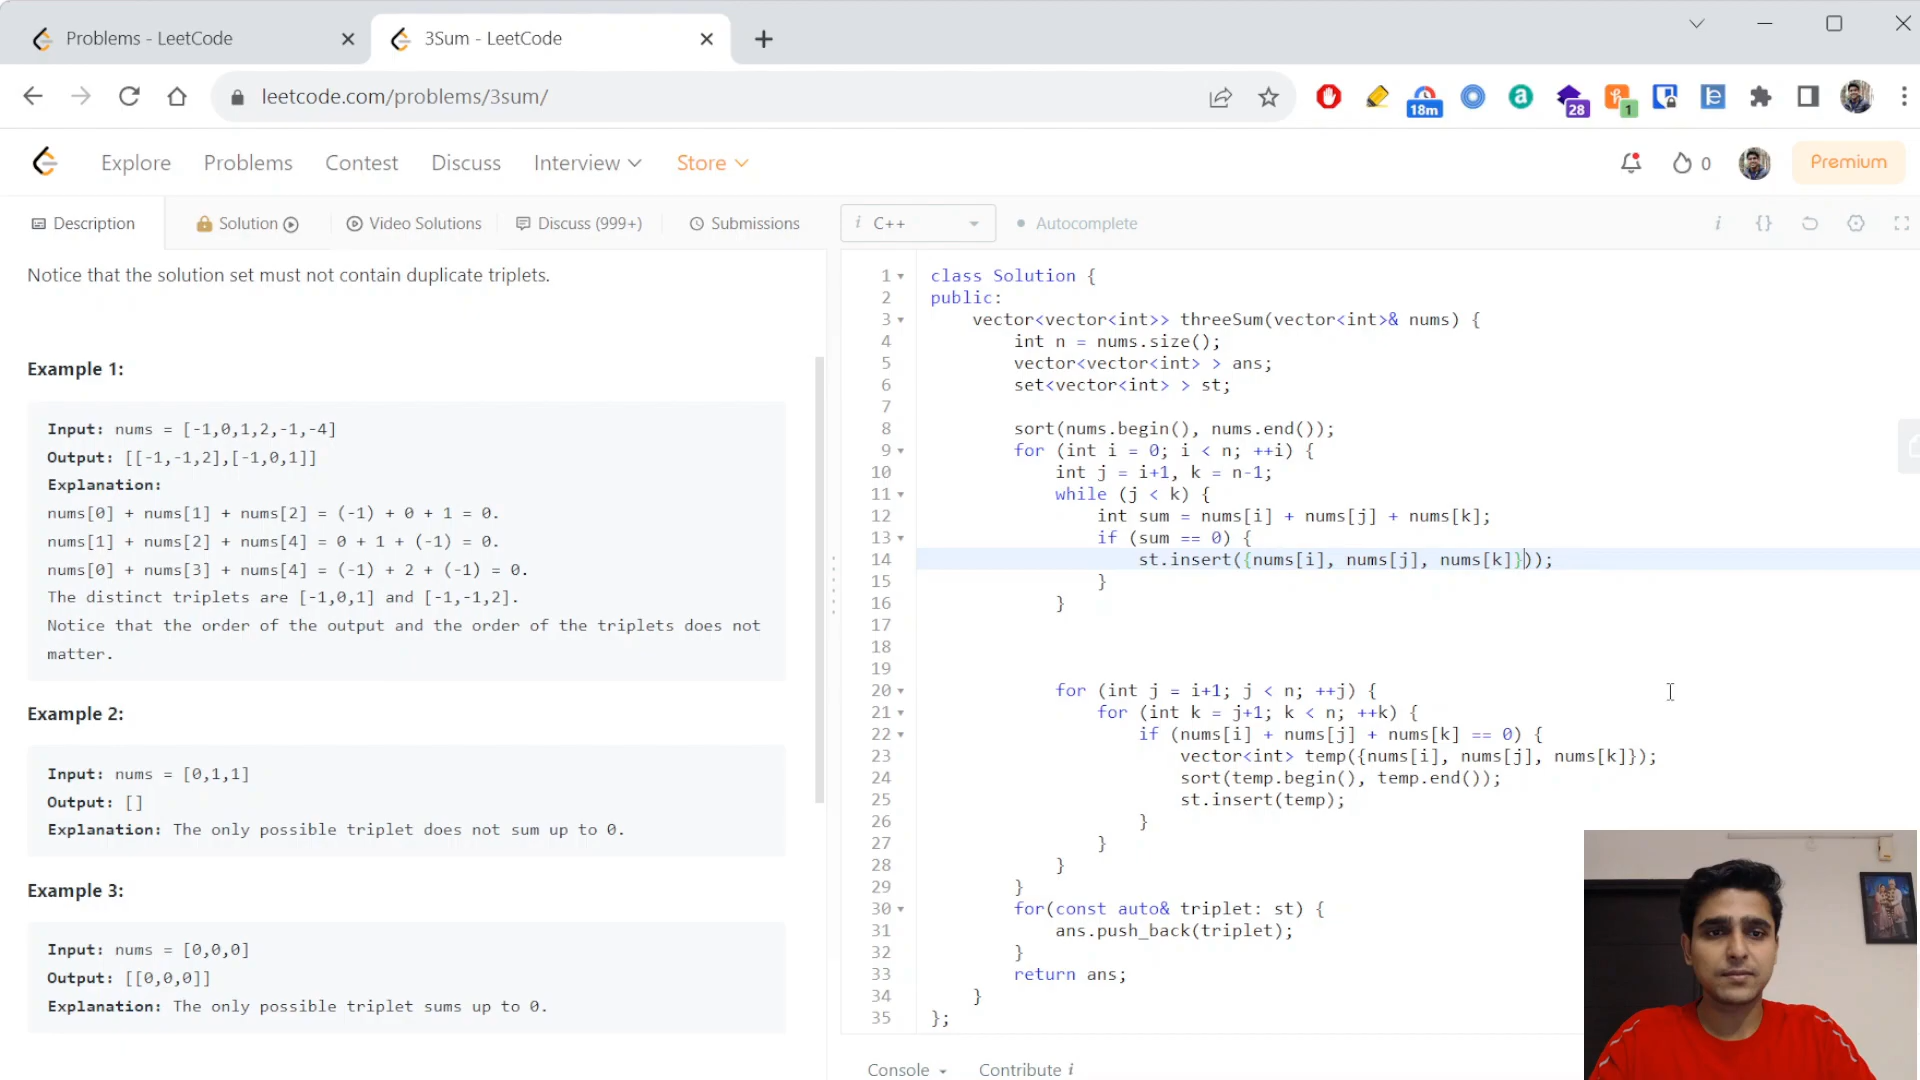 Problems - LeetCode
3Sum - LeetCode
leetcode.com/problems/3sum/
18m
28
1
Explore
Problems
Contest
Discuss
Interview
Store
0
Premium
Description
Solution
Video Solutions
Discuss (999+)
Submissions
i C++
Autocomplete
i {}
Notice that the solution set must not contain duplicate triplets.
Example 1:
Input: nums = [-1,0,1,2,-1,-4]
Output: [[-1,-1,2],[-1,0,1]]
Explanation:
nums[0] + nums[1] + nums[2] = (-1) + 0 + 1 = 0.
nums[1] + nums[2] + nums[4] = 0 + 1 + (-1) = 0.
nums[0] + nums[3] + nums[4] = (-1) + 2 + (-1) = 0.
The distinct triplets are [-1,0,1] and [-1,-1,2].
Notice that the order of the output and the order of the triplets does not
matter.
Example 2:
Input: nums = [0,1,1]
Output: []
Explanation: The only possible triplet does not sum up to 0.
Example 3:
Input: nums = [0,0,0]
Output: [[0,0,0]]
Explanation: The only possible triplet sums up to 0.
1 class Solution {
2 public:
3 vector<vector<int>> threeSum(vector<int>& nums) {
4 int n = nums.size();
5 vector<vector<int> > ans;
6 set<vector<int> > st;
7
8 sort(nums.begin(), nums.end());
9 for (int i = 0; i < n; ++i) {
10 int j = i+1, k = n-1;
11 while (j < k) {
12 int sum = nums[i] + nums[j] + nums[k];
13 if (sum == 0) {
14 st.insert({nums[i], nums[j], nums[k]}));
15 }
16 }
17
18
19
20 for (int j = i+1; j < n; ++j) {
21 for (int k = j+1; k < n; ++k) {
22 if (nums[i] + nums[j] + nums[k] == 0) {
23 vector<int> temp({nums[i], nums[j], nums[k]});
24 sort(temp.begin(), temp.end());
25 st.insert(temp);
26 }
27 }
28 }
29 }
30 for(const auto& triplet: st) {
31 ans.push_back(triplet);
32 }
33 return ans;
34 }
35 };
Console
Contribute i